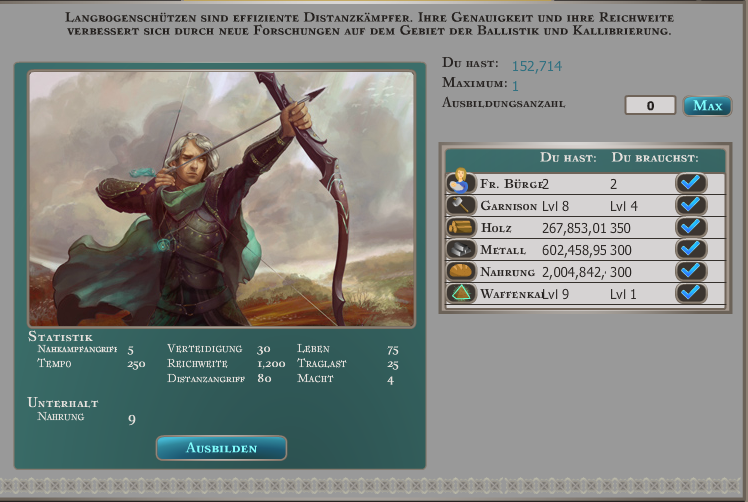 Langbogenschützen sind effiziente Distanzkämpfer. Ihre Genauigkeit und ihre Reichweite
verbessert sich durch neue Forschungen auf dem Gebiet der Ballistik und Kallibrierung.
Du hast: 152,714
Maximum: 1
Ausbildungsanzahl 0 Max
Du hast: Du brauchst:
Fr. Bürge 2 2
Garnison Lvl 8 Lvl 4
Holz 267,853,01 350
Metall 602,458,95 300
Nahrung 2,004,842, 300
Waffenka Lvl 9 Lvl 1
Statistik
Nahkampfangrif 5 Verteidigung 30 Leben 75
Tempo 250 Reichweite 1,200 Traglast 25
Distanzangriff 80 Macht 4
Unterhalt
Nahrung 9
Ausbilden